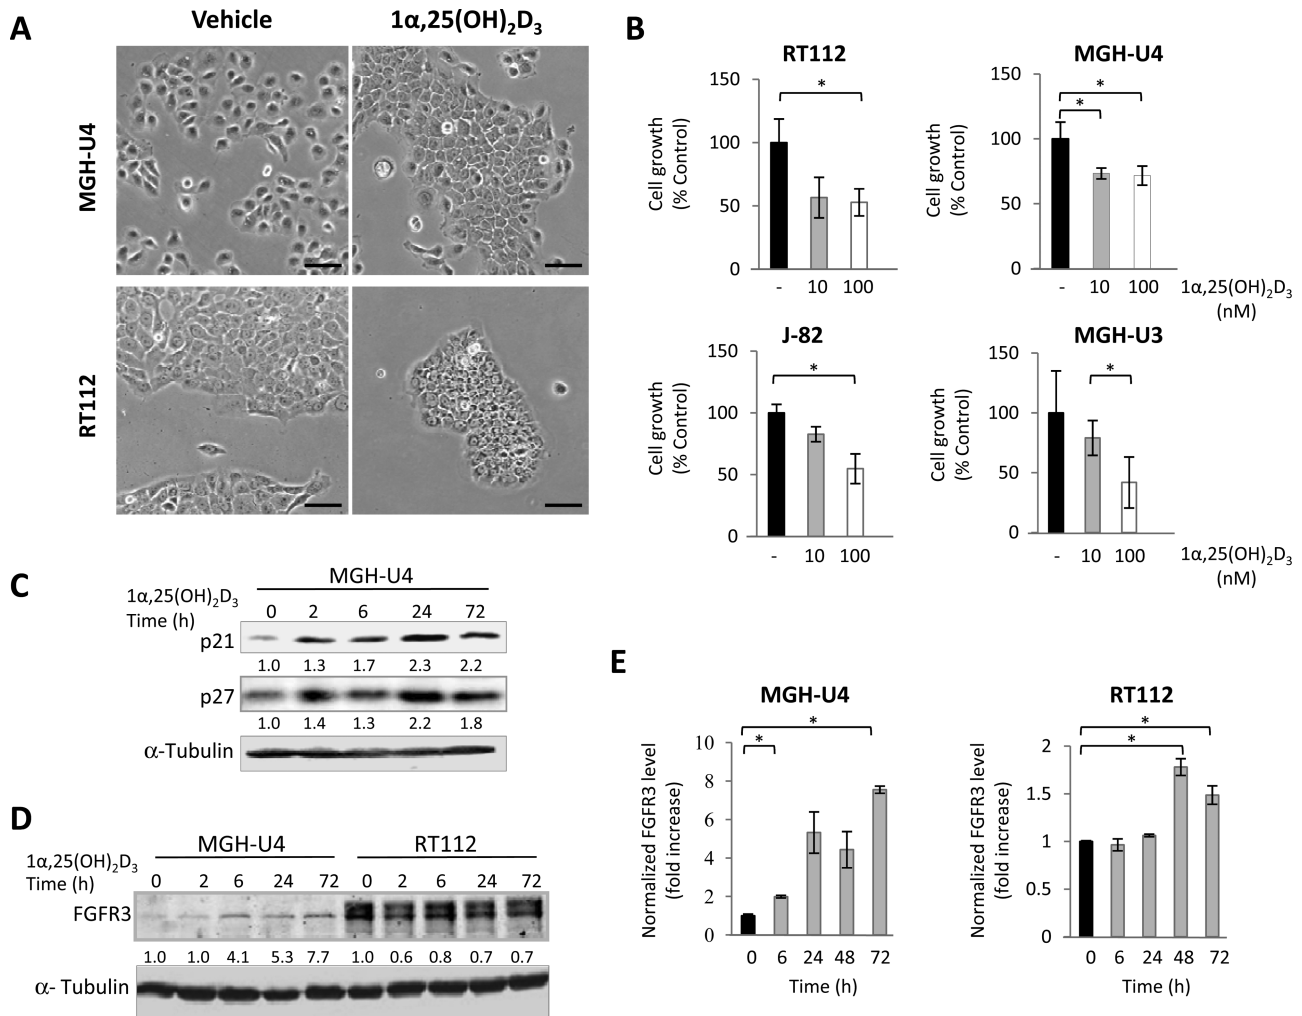 A
Vehicle
1α,25(OH)₂D₃
MGH-U4
RT112
B
RT112
Cell growth
(% Control)
150
100
50
0
*
- 10 100
MGH-U4
Cell growth
(% Control)
150
100
50
0
*
*
- 10 100
1α,25(OH)₂D₃
(nM)
J-82
Cell growth
(% Control)
150
100
50
0
*
- 10 100
MGH-U3
Cell growth
(% Control)
150
100
50
0
*
- 10 100
1α,25(OH)₂D₃
(nM)
C
MGH-U4
1α,25(OH)₂D₃
Time (h)
0 2 6 24 72
p21
1.0 1.3 1.7 2.3 2.2
p27
1.0 1.4 1.3 2.2 1.8
α-Tubulin
D
MGH-U4 RT112
1α,25(OH)₂D₃
Time (h)
0 2 6 24 72 0 2 6 24 72
FGFR3
1.0 1.0 4.1 5.3 7.7 1.0 0.6 0.8 0.7 0.7
α- Tubulin
E
MGH-U4
Normalized FGFR3 level
(fold increase)
10
8
6
4
2
0
*
*
0 6 24 48 72
Time (h)
RT112
Normalized FGFR3 level
(fold increase)
2
1.5
1
0.5
0
*
*
0 6 24 48 72
Time (h)